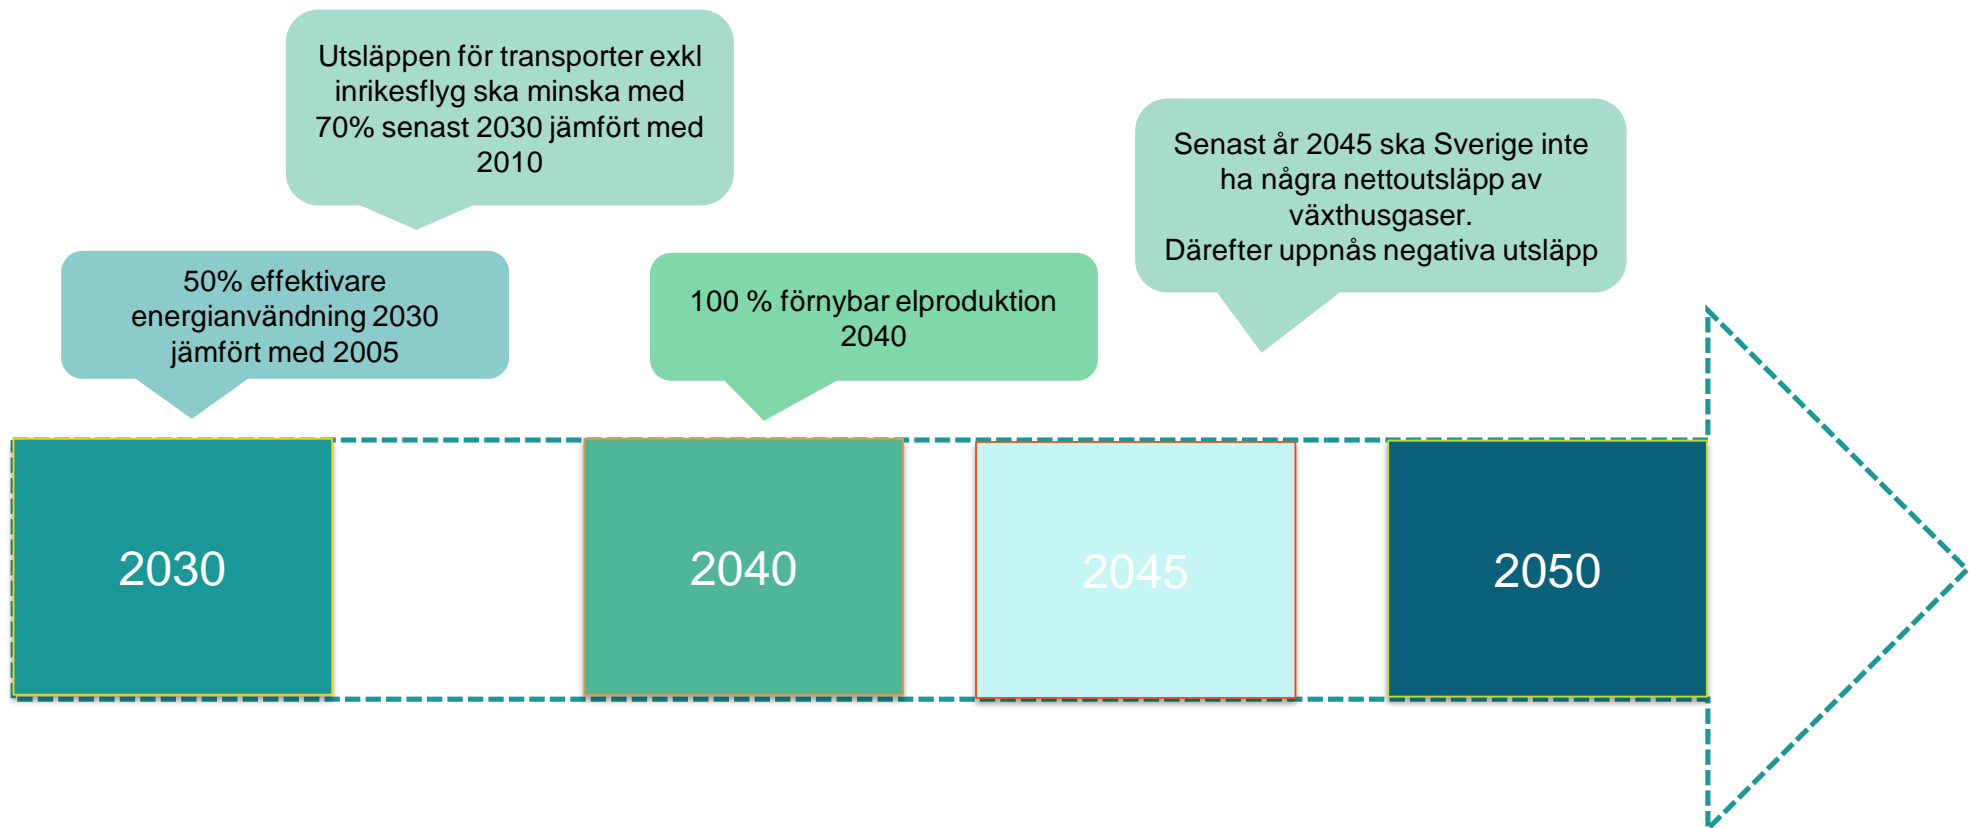 Utsläppen för transporter exkl
inrikesflyg ska minska med
70% senast 2030 jämfört med
2010
Senast år 2045 ska Sverige inte
ha några nettoutsläpp av
växthusgaser.
Därefter uppnås negativa utsläpp
50% effektivare
energianvändning 2030
jämfört med 2005
100 % förnybar elproduktion
2040
2030
2040
2045
2050